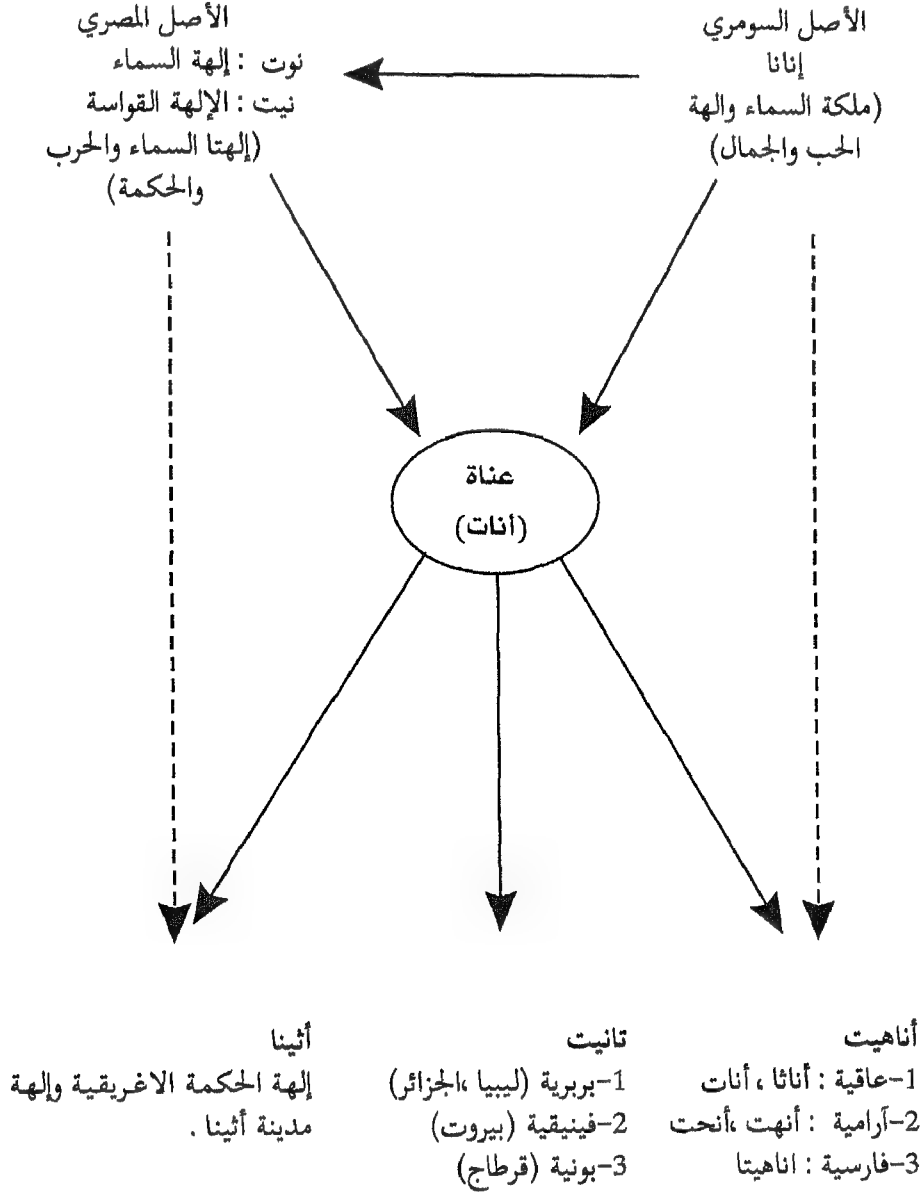 الأصل السومري
إنانا
(ملكة السماء والهة
الحب والجمال)
الأصل المصري
نوت : إلهة السماء
نيت : الإلهة القواسة
(إلهتا السماء والحرب
والحكمة)
عناة
(أنات)
أناهيت
1-عاقية : أناثا ، أنات
2-آرامية : أنهت ،أنحت
3-فارسية : اناهيتا
تانيت
1-بربرية (ليبيا ،الجزائر)
2-فينيقية (بيروت)
3-بونية (قرطاج)
أثينا
إلهة الحكمة الاغريقية وإلهة
مدينة أثينا .